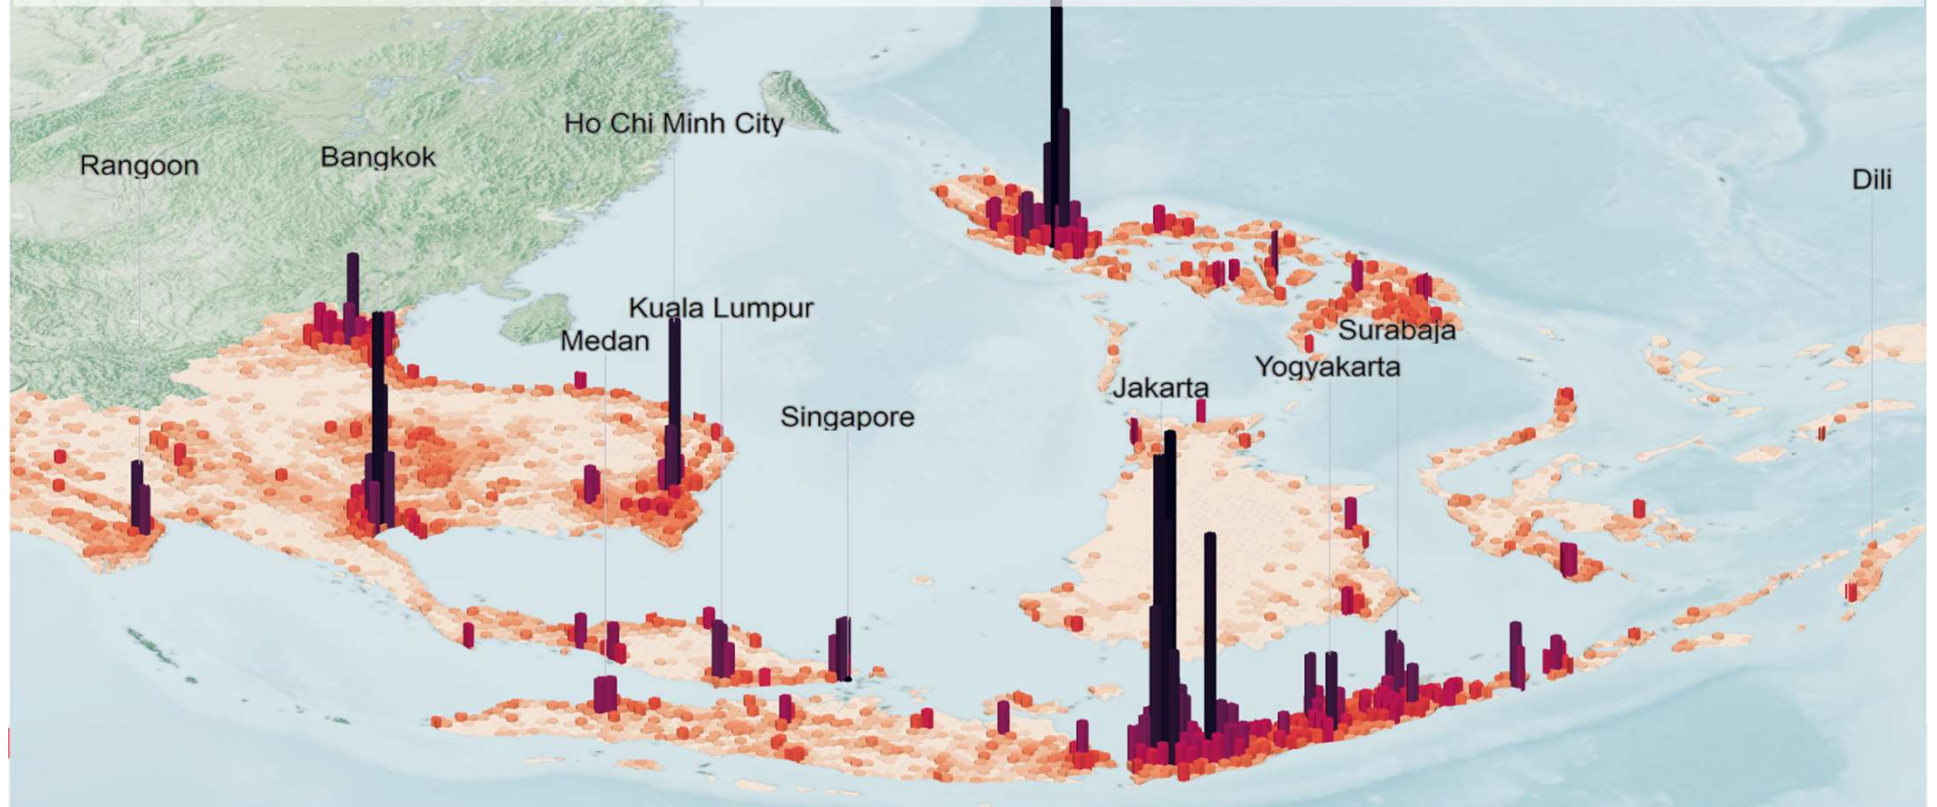 Ho Chi Minh City
Rangoon
Bangkok
Dili
Kuala Lumpur
Medan
Surabaja
Yogyakarta
Jakarta
Singapore